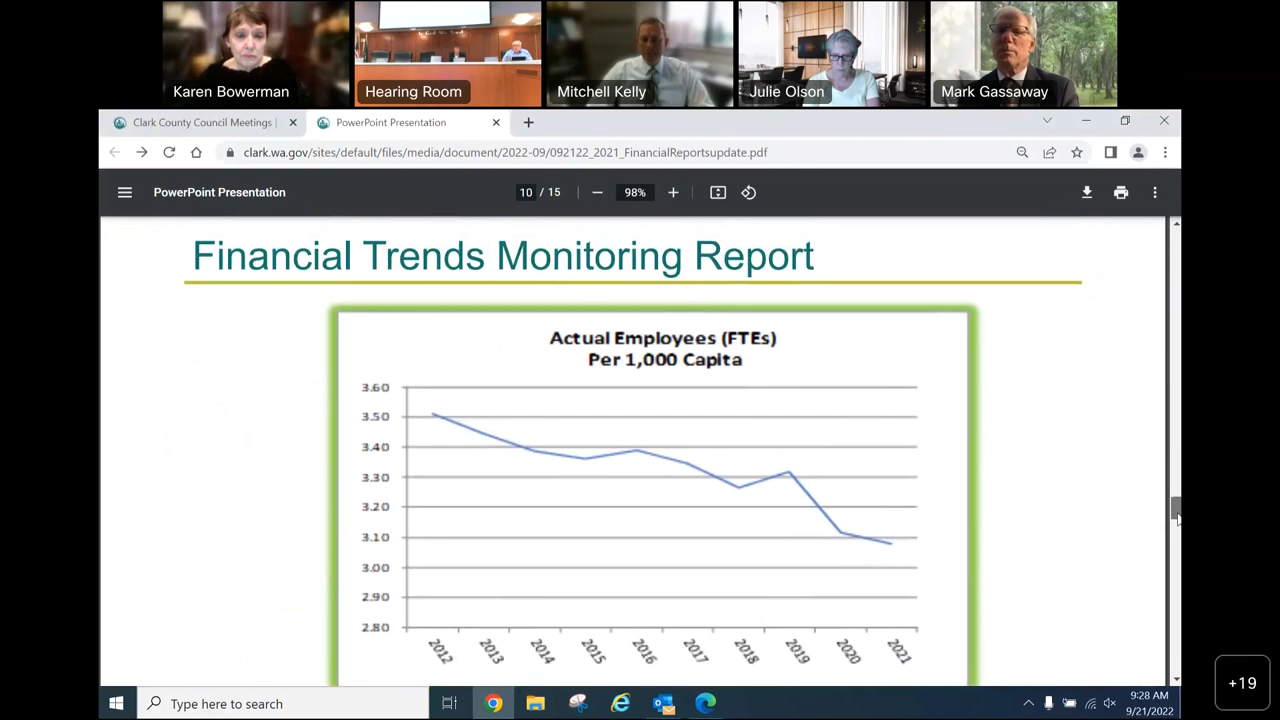 Karen Bowerman
Hearing Room
Mitchell Kelly
Julie Olson
Mark Gassaway
In God We Trust
Clark County Council Meetings |
PowerPoint Presentation
clark.wa.gov/sites/default/files/media/document/2022-09/092122_2021_FinancialReportsupdate.pdf
PowerPoint Presentation
10 / 15
98%
Financial Trends Monitoring Report
Actual Employees (FTEs)
Per 1,000 Capita
3.60
3.50
3.40
3.30
3.20
3.10
3.00
2.90
2.80
2012
2013
2014
2015
2016
2017
2018
2019
2020
2021
Type here to search
9:28 AM
9/21/2022
+19